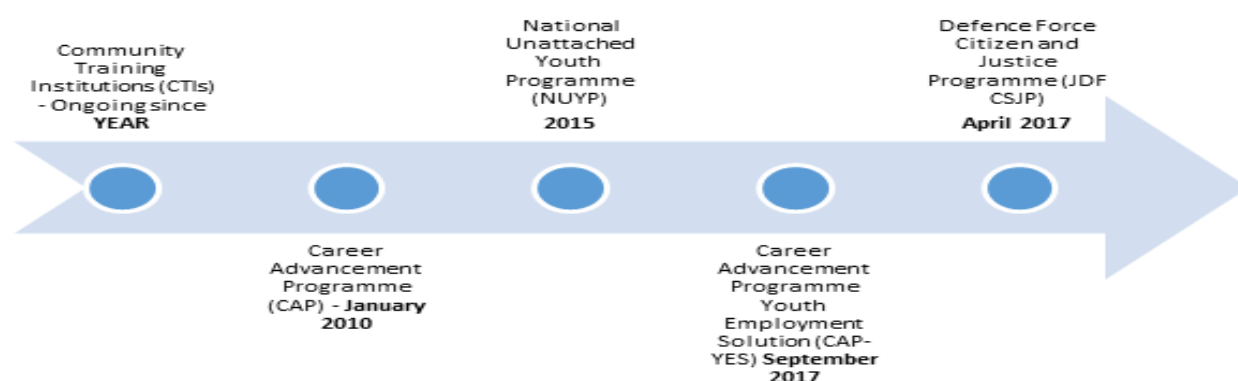 Community
Training
Institutions (CTIs)
- Ongoing since
YEAR
Career
Advancement
Programme
(CAP) - January
2010
National
Unattached
Youth
Programme
(NUYP)
2015
Career
Advancement
Programme
Youth
Employment
Solution (CAP-
YES) September
2017
Defence Force
Citizen and
Justice
Programme (JDF
CSJP)
April 2017